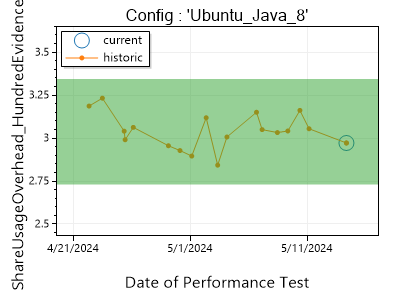 Config : 'Ubuntu_Java_8'
ShareUsageOverhead_HundredEvidence
current
historic
3.5
3.25
3
2.75
2.5
4/21/2024
5/1/2024
5/11/2024
Date of Performance Test